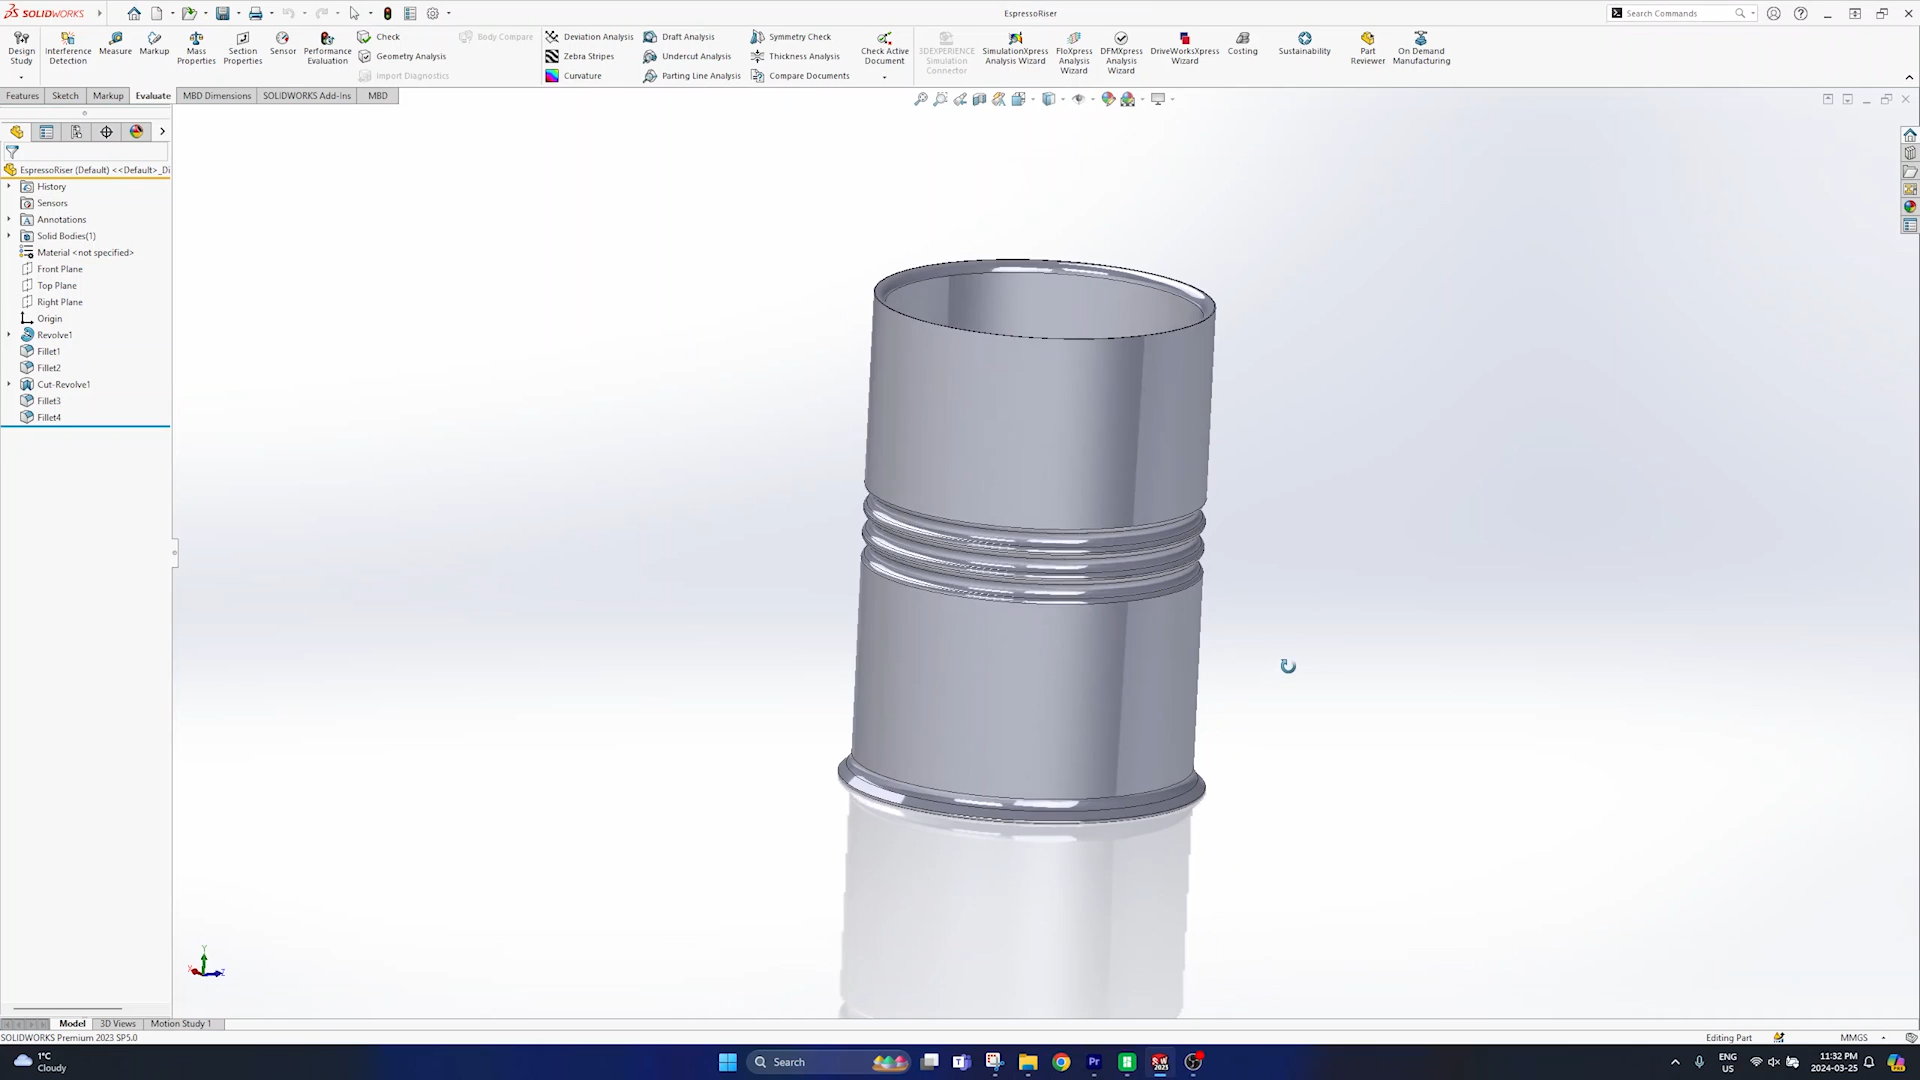 SOLIDWORKS
EspressoRiser
Search Commands
Design Study
Interference Detection
Measure
Markup
Mass Properties
Section Properties
Sensor
Performance Evaluation
Check
Geometry Analysis
Import Diagnostics
Body Compare
Deviation Analysis
Zebra Stripes
Curvature
Draft Analysis
Undercut Analysis
Parting Line Analysis
Symmetry Check
Thickness Analysis
Compare Documents
Check Active Document
3DEXPERIENCE Simulation Connector
SimulationXpress Analysis Wizard
FloXpress Analysis Wizard
DFMXpress Analysis Wizard
DriveWorksXpress Wizard
Costing
Sustainability
Part Reviewer
On Demand Manufacturing
Features
Sketch
Markup
Evaluate
MBD Dimensions
SOLIDWORKS Add-Ins
MBD
EspressoRiser (Default) <<Default>_Di
History
Sensors
Annotations
Solid Bodies(1)
Material <not specified>
Front Plane
Top Plane
Right Plane
Origin
Revolve1
Fillet1
Fillet2
Cut-Revolve1
Fillet3
Fillet4
Y
X
Z
Model
3D Views
Motion Study 1
SOLIDWORKS Premium 2023 SP5.0
Editing Part
MMGS
1°C
Cloudy
Search
ENG
US
11:32 PM
2024-03-25